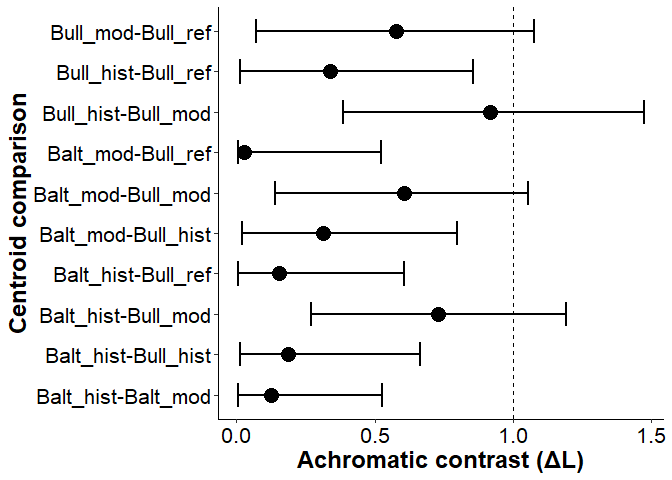 Centroid comparison
Bull_mod-Bull_ref
Bull_hist-Bull_ref
Bull_hist-Bull_mod
Balt_mod-Bull_ref
Balt_mod-Bull_mod
Balt_mod-Bull_hist
Balt_hist-Bull_ref
Balt_hist-Bull_mod
Balt_hist-Bull_hist
Balt_hist-Balt_mod
0.0 0.5 1.0 1.5
Achromatic contrast (ΔL)